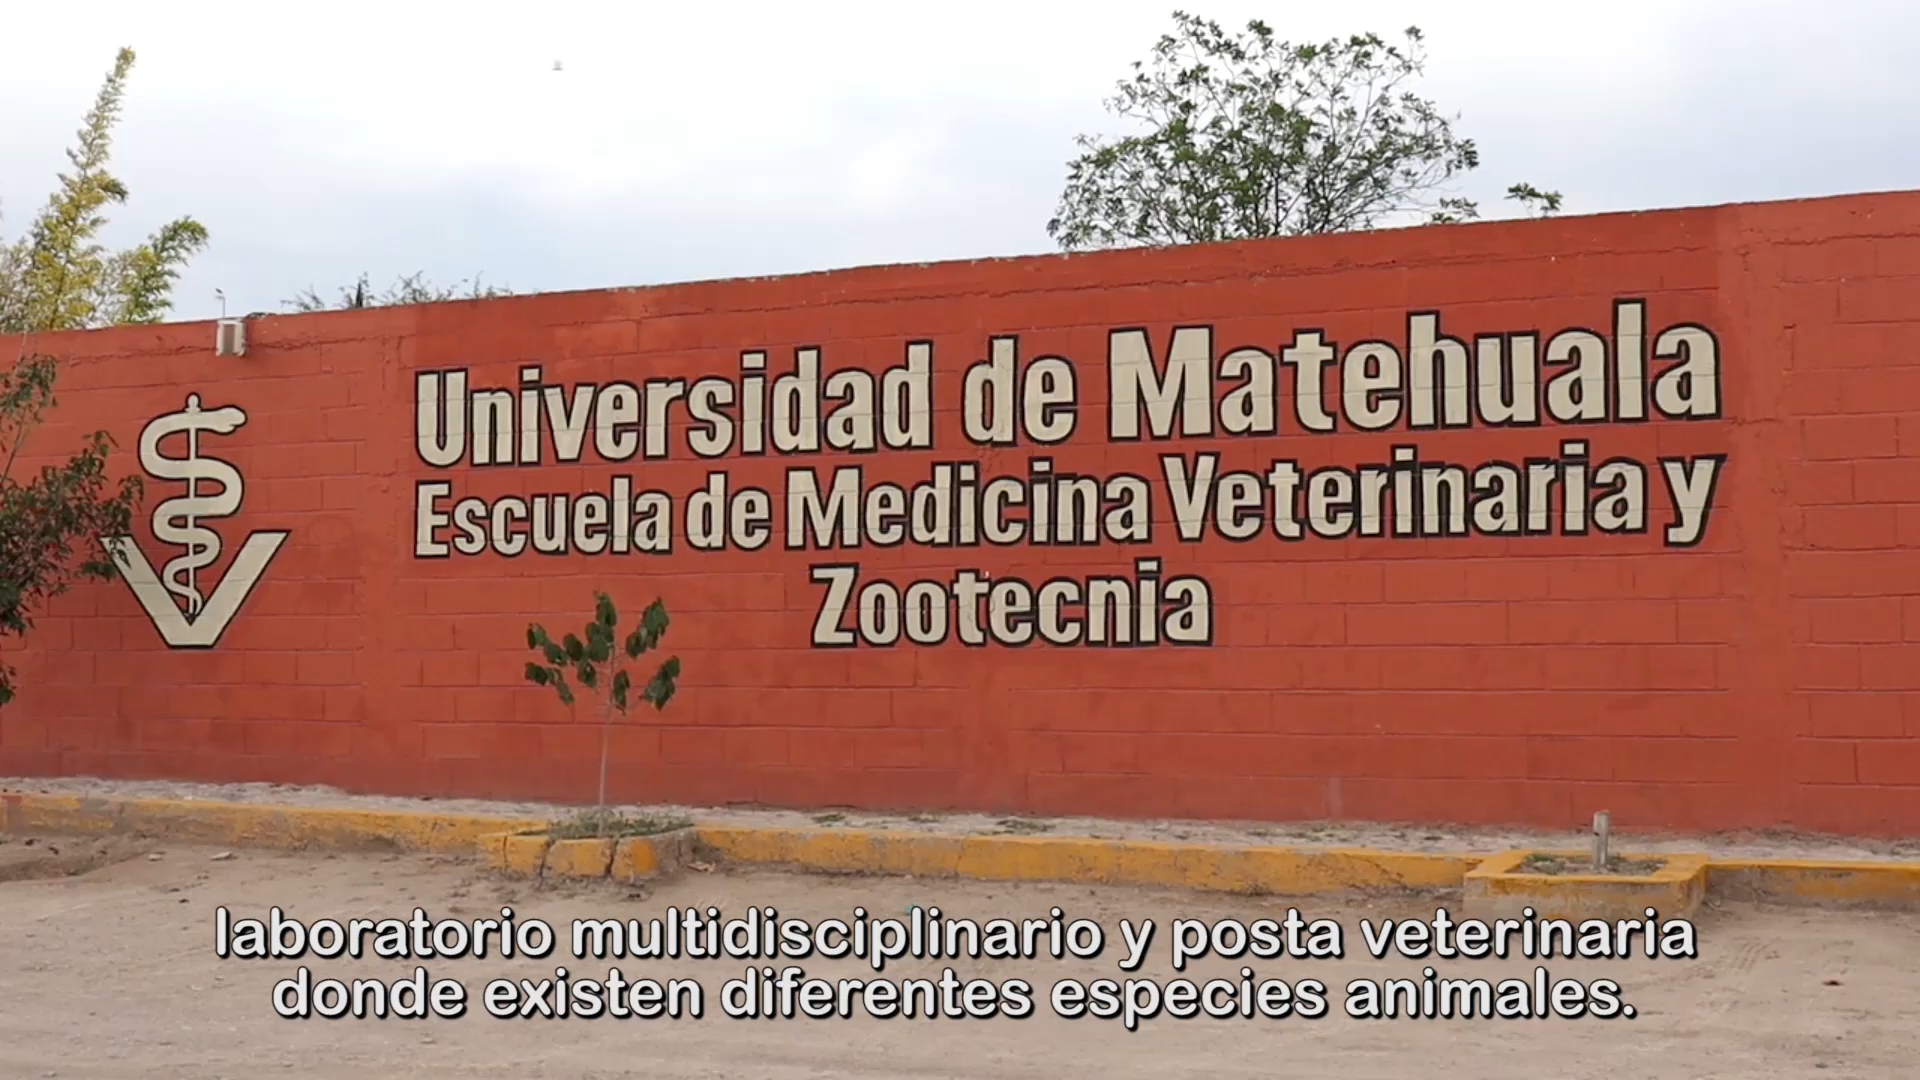 Universidad de Matehuala
Escuela de Medicina Veterinaria y
Zootecnia
laboratorio multidisciplinario y posta veterinaria
donde existen diferentes especies animales.